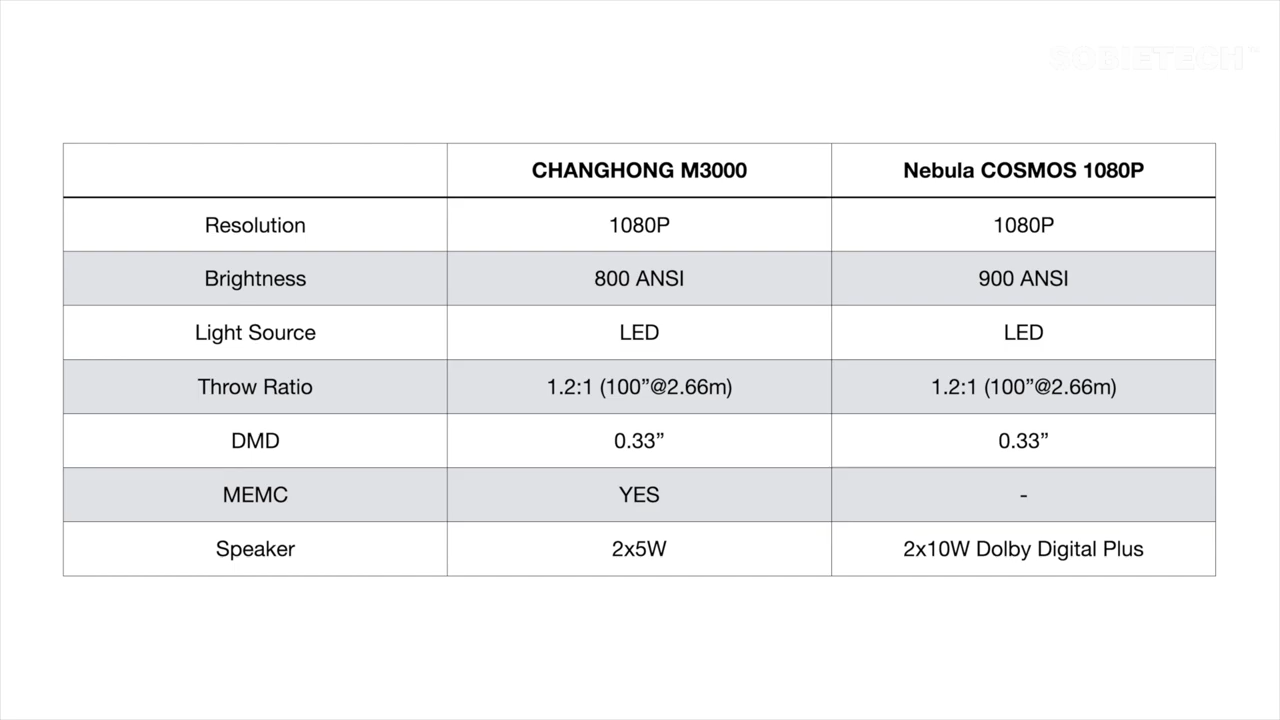 SOBIETECH™
CHANGHONG M3000 Nebula COSMOS 1080P
Resolution 1080P 1080P
Brightness 800 ANSI 900 ANSI
Light Source LED LED
Throw Ratio 1.2:1 (100”@2.66m) 1.2:1 (100”@2.66m)
DMD 0.33” 0.33”
MEMC YES -
Speaker 2x5W 2x10W Dolby Digital Plus